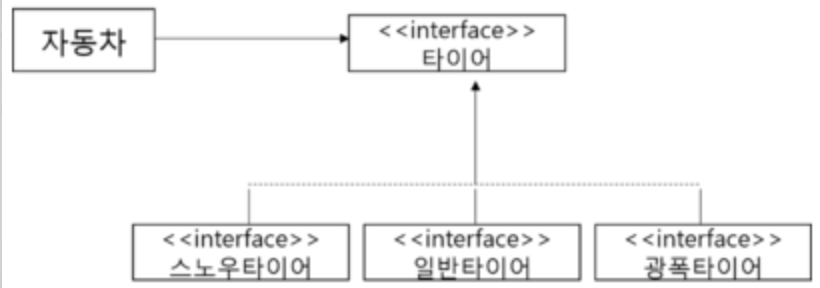 자동차
<<interface>>
타이어
<<interface>>
스노우타이어
<<interface>>
일반타이어
<<interface>>
광폭타이어